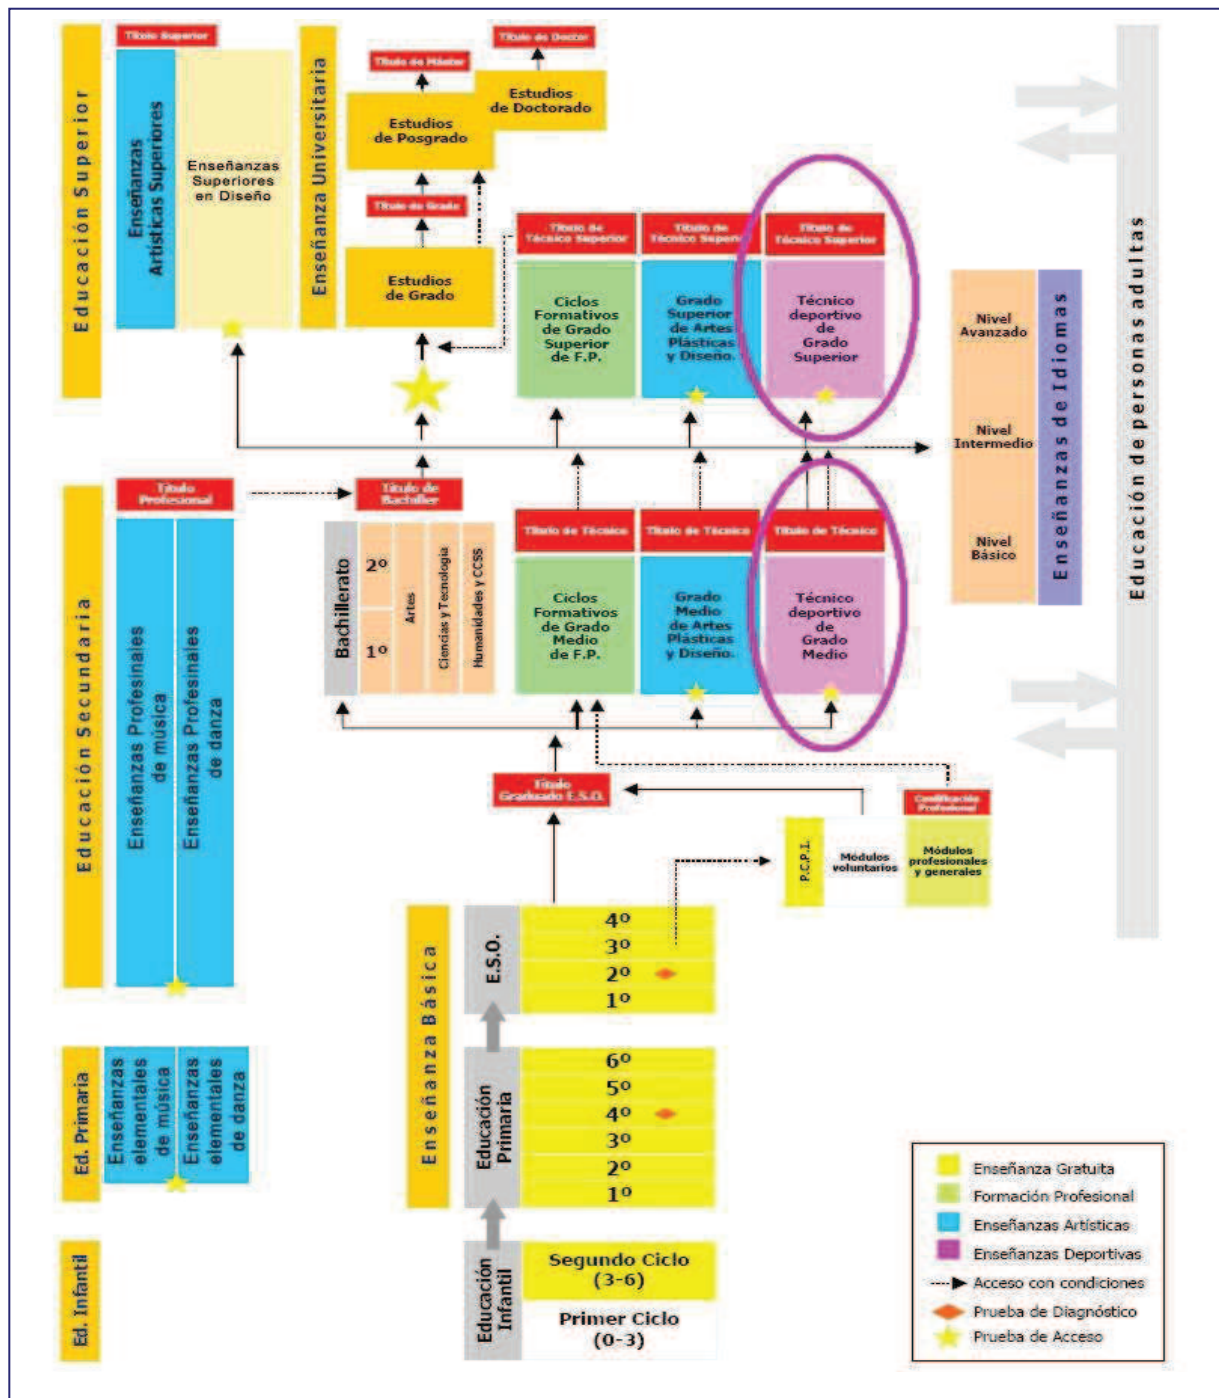 Educación Superior
Título Superior
Enseñanzas
Artísticas Superiores
Enseñanzas
Superiores
en Diseño
Enseñanza Universitaria
Título de Máster
Título de Doctor
Estudios
de Posgrado
Estudios
de Doctorado
Título de Grado
Estudios
de Grado
Título de
Técnico Superior
Título de
Técnico Superior
Título de
Técnico Superior
Ciclos
Formativos
de Grado
Superior
de F.P.
Grado
Superior
de Artes
Plásticas
y Diseño.
Técnico
deportivo
de
Grado
Superior
Nivel
Avanzado
Nivel
Intermedio
Nivel
Básico
Enseñanzas de Idiomas
Educación de personas adultas
Educación Secundaria
Título
Profesional
Enseñanzas Profesinales
de música
Enseñanzas Profesinales
de danza
Título de
Bachiller
Bachillerato
2º
1º
Artes
Ciencias y Tecnología
Humanidades y CCSS
Título de Técnico
Título de Técnico
Título de Técnico
Ciclos
Formativos
de Grado
Medio
de F.P.
Grado
Medio
de Artes
Plásticas
y Diseño.
Técnico
deportivo
de
Grado
Medio
Título
Graduado E.S.O.
Cualificación
Profesional
P.C.P.I.
Módulos
voluntarios
Módulos
profesionales
y generales
Enseñanza Básica
E.S.O.
4º
3º
2º
1º
Ed. Primaria
Enseñanzas
elementales
de música
Enseñanzas
elementales
de danza
Educación
Primaria
6º
5º
4º
3º
2º
1º
Ed. Infantil
Educación
Infantil
Segundo Ciclo
(3-6)
Primer Ciclo
(0-3)
Enseñanza Gratuita
Formación Profesional
Enseñanzas Artísticas
Enseñanzas Deportivas
Acceso con condiciones
Prueba de Diagnóstico
Prueba de Acceso